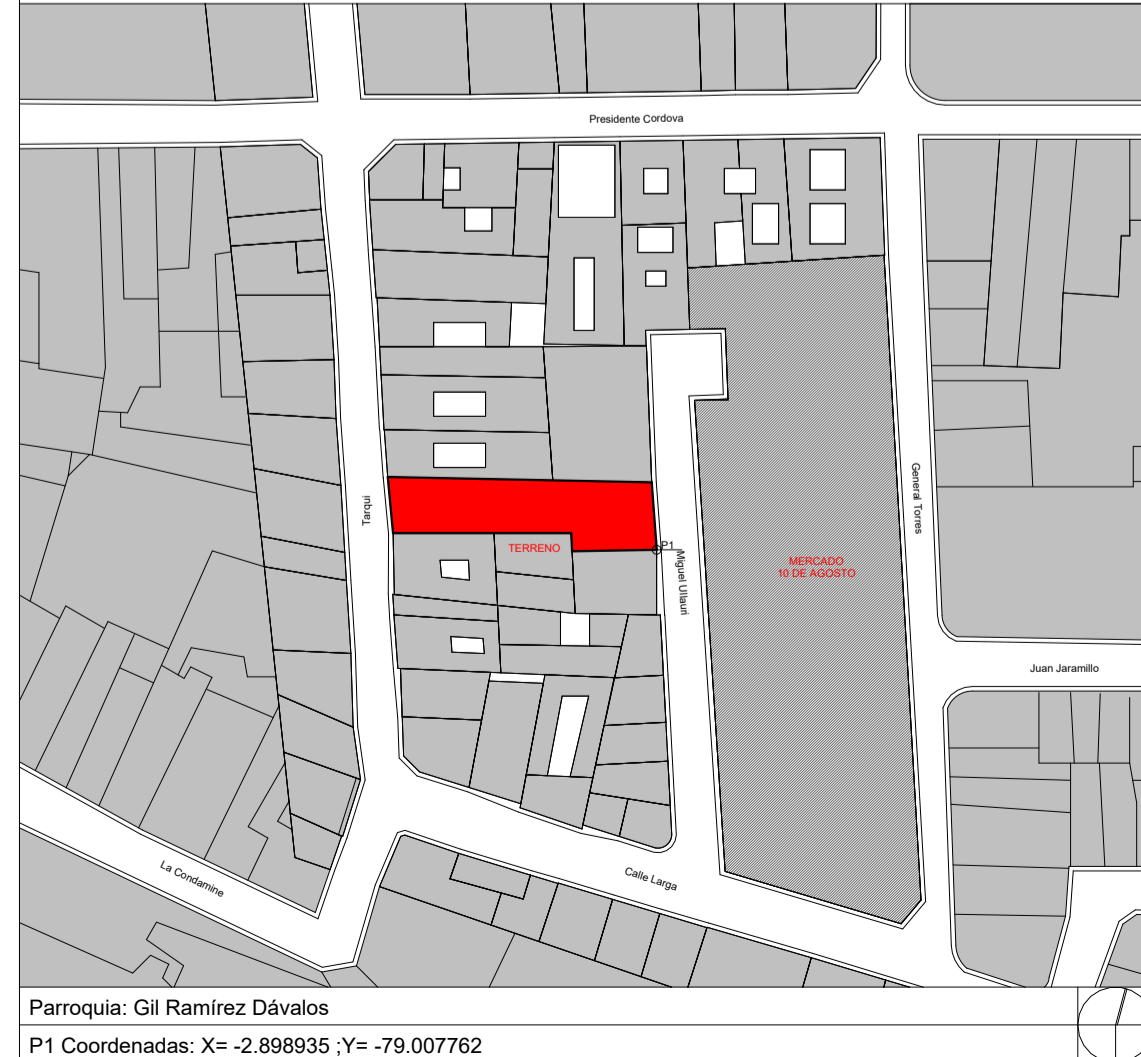 Presidente Cordova
Tarqui
General Torres
TERRENO
P1
Miguel Ullauri
MERCADO
10 DE AGOSTO
Juan Jaramillo
La Condamine
Calle Larga
Parroquia: Gil Ramírez Dávalos
P1 Coordenadas: X= -2.898935 ;Y= -79.007762